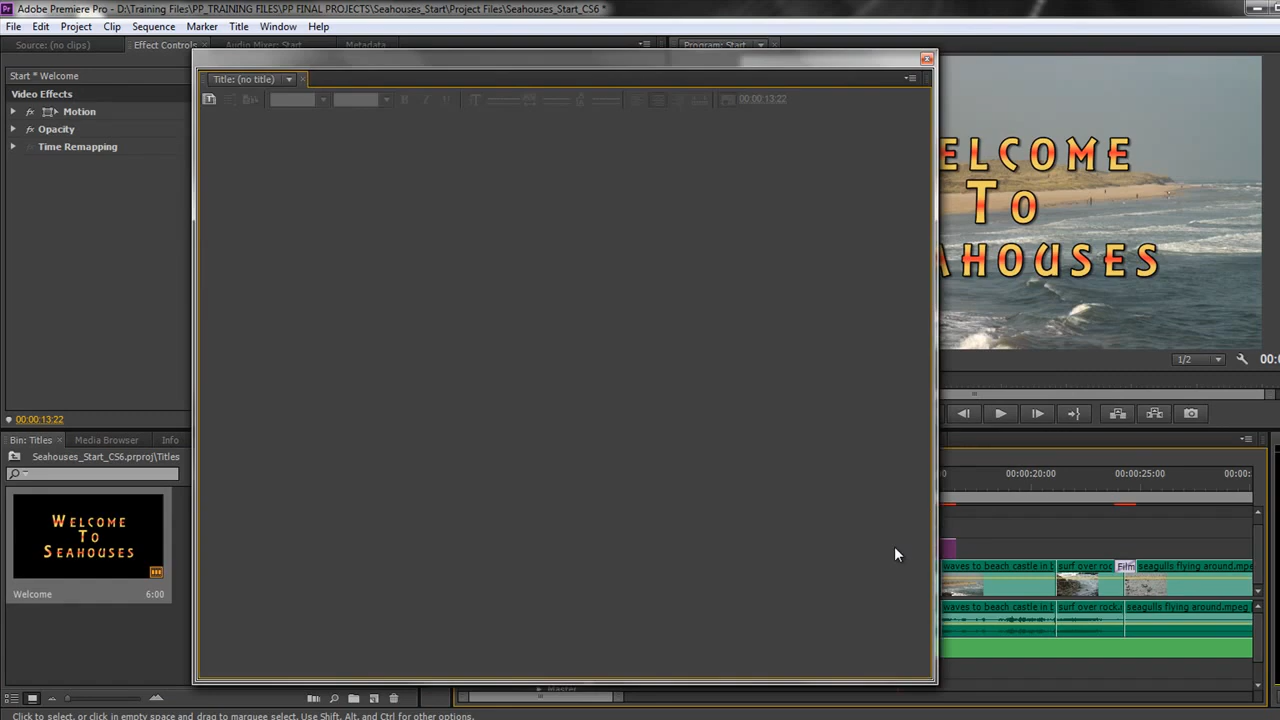 Adobe Premiere Pro - D:\Training Files\PP_TRAINING FILES\PP FINAL PROJECTS\Seahouses_Start\Project Files\Seahouses_Start_CS6 *
File Edit Project Clip Sequence Marker Title Window Help
Source: (no clips) Effect Controls Audio Mixer: Start Metadata Program: Start
Start * Welcome
Video Effects
fx Motion
fx Opacity
Time Remapping
Title: (no title)
00:00:13:22
ELCOME
TO
AHOUSES
1/2
00:
00:00:13:22
Bin: Titles Media Browser Info
Seahouses_Start_CS6.prproj\Titles
WELCOME
TO
SEAHOUSES
Welcome 6:00
00:00:20:00 00:00:25:00 00:00:
waves to beach castle in t surf over roc Film seagulls flying around.mpe
waves to beach castle in t surf over rock. seagulls flying around.mpeg
Master
Click to select, or click in empty space and drag to marquee select. Use Shift, Alt, and Ctrl for other options.